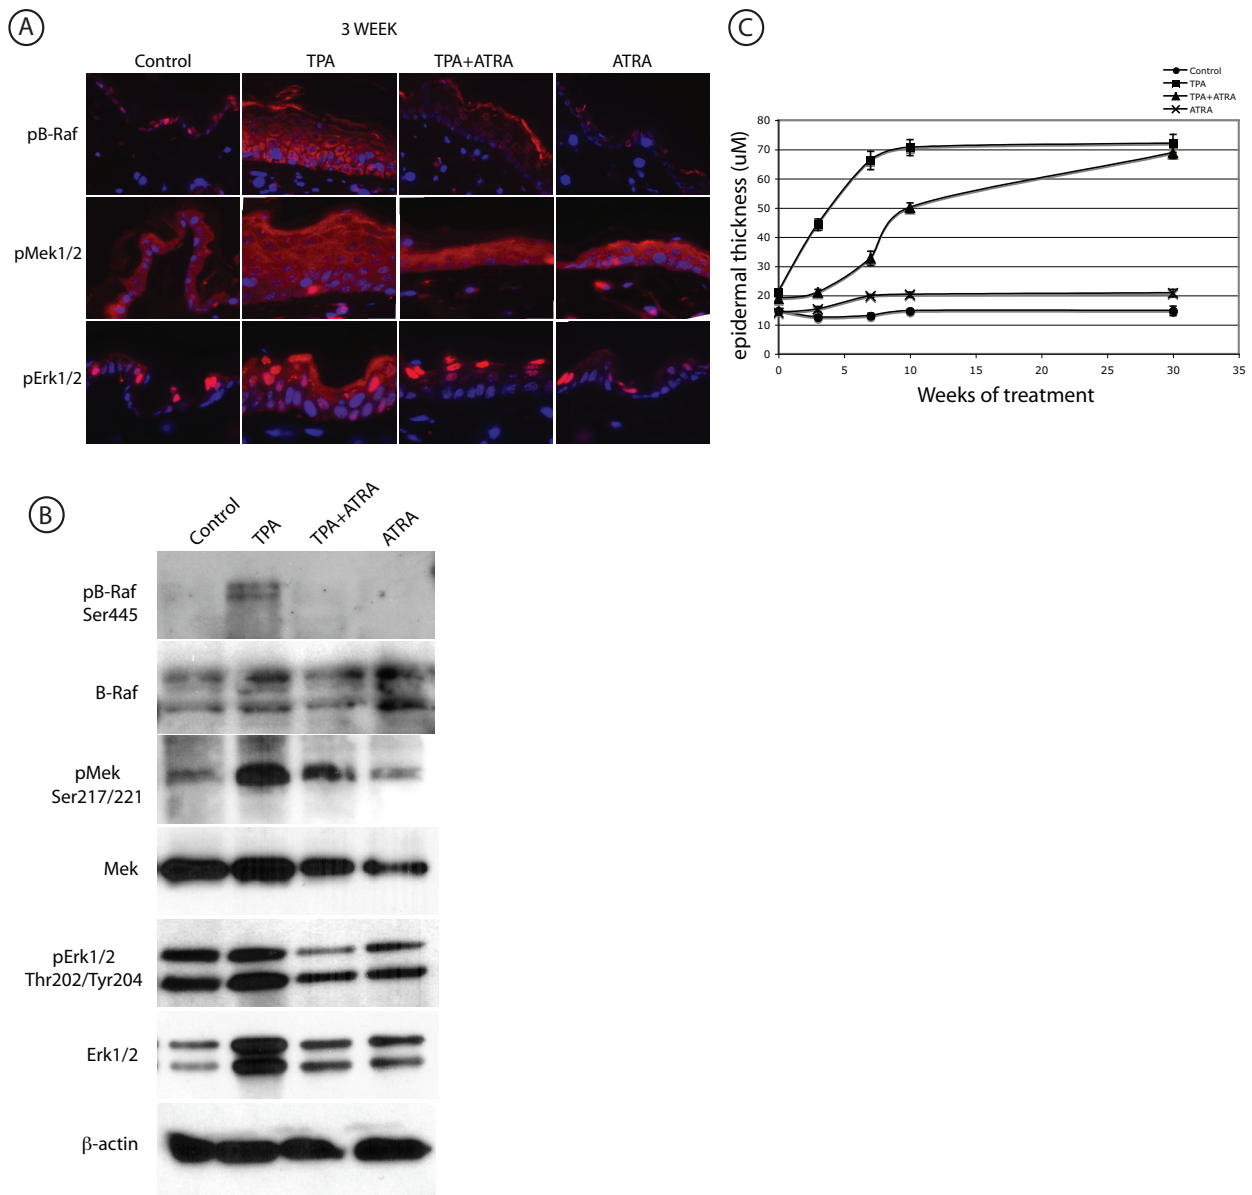 A
3 WEEK
Control TPA TPA+ATRA ATRA
pB-Raf
pMek1/2
pErk1/2
C
Control
TPA
TPA+ATRA
ATRA
epidermal thickness (uM)
80
70
60
50
40
30
20
10
0
0 5 10 15 20 25 30 35
Weeks of treatment
B
Control TPA TPA+ATRA ATRA
pB-Raf
Ser445
B-Raf
pMek
Ser217/221
Mek
pErk1/2
Thr202/Tyr204
Erk1/2
β-actin